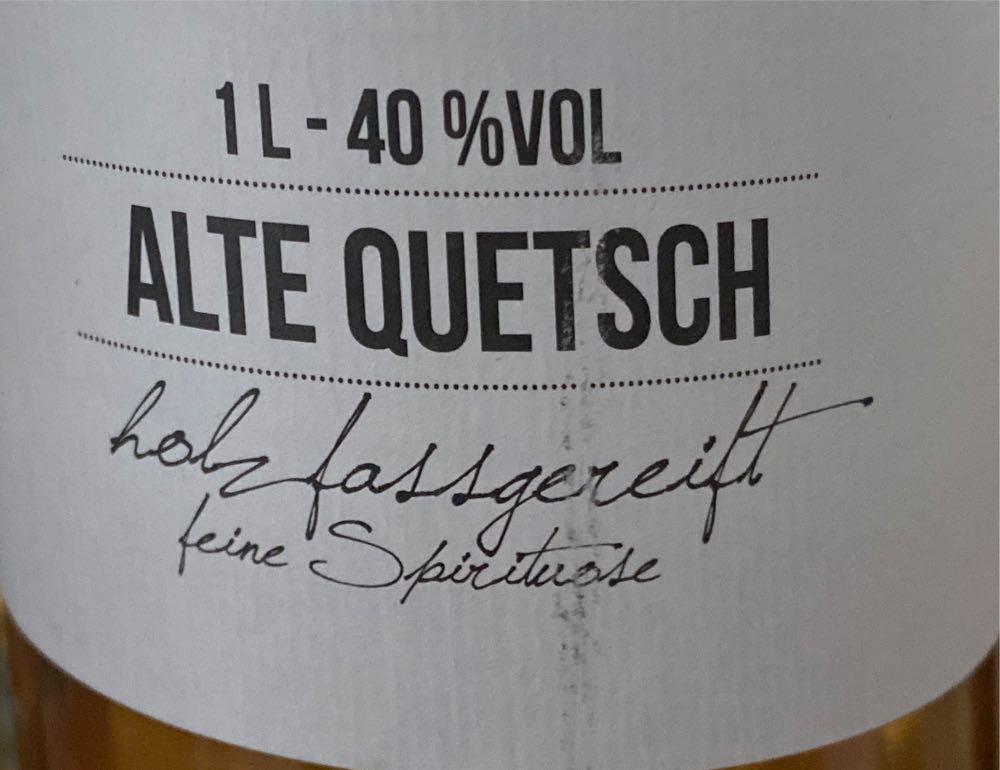 1 L - 40 %VOL
ALTE QUETSCH
holzfassgereift
feine Spirituose